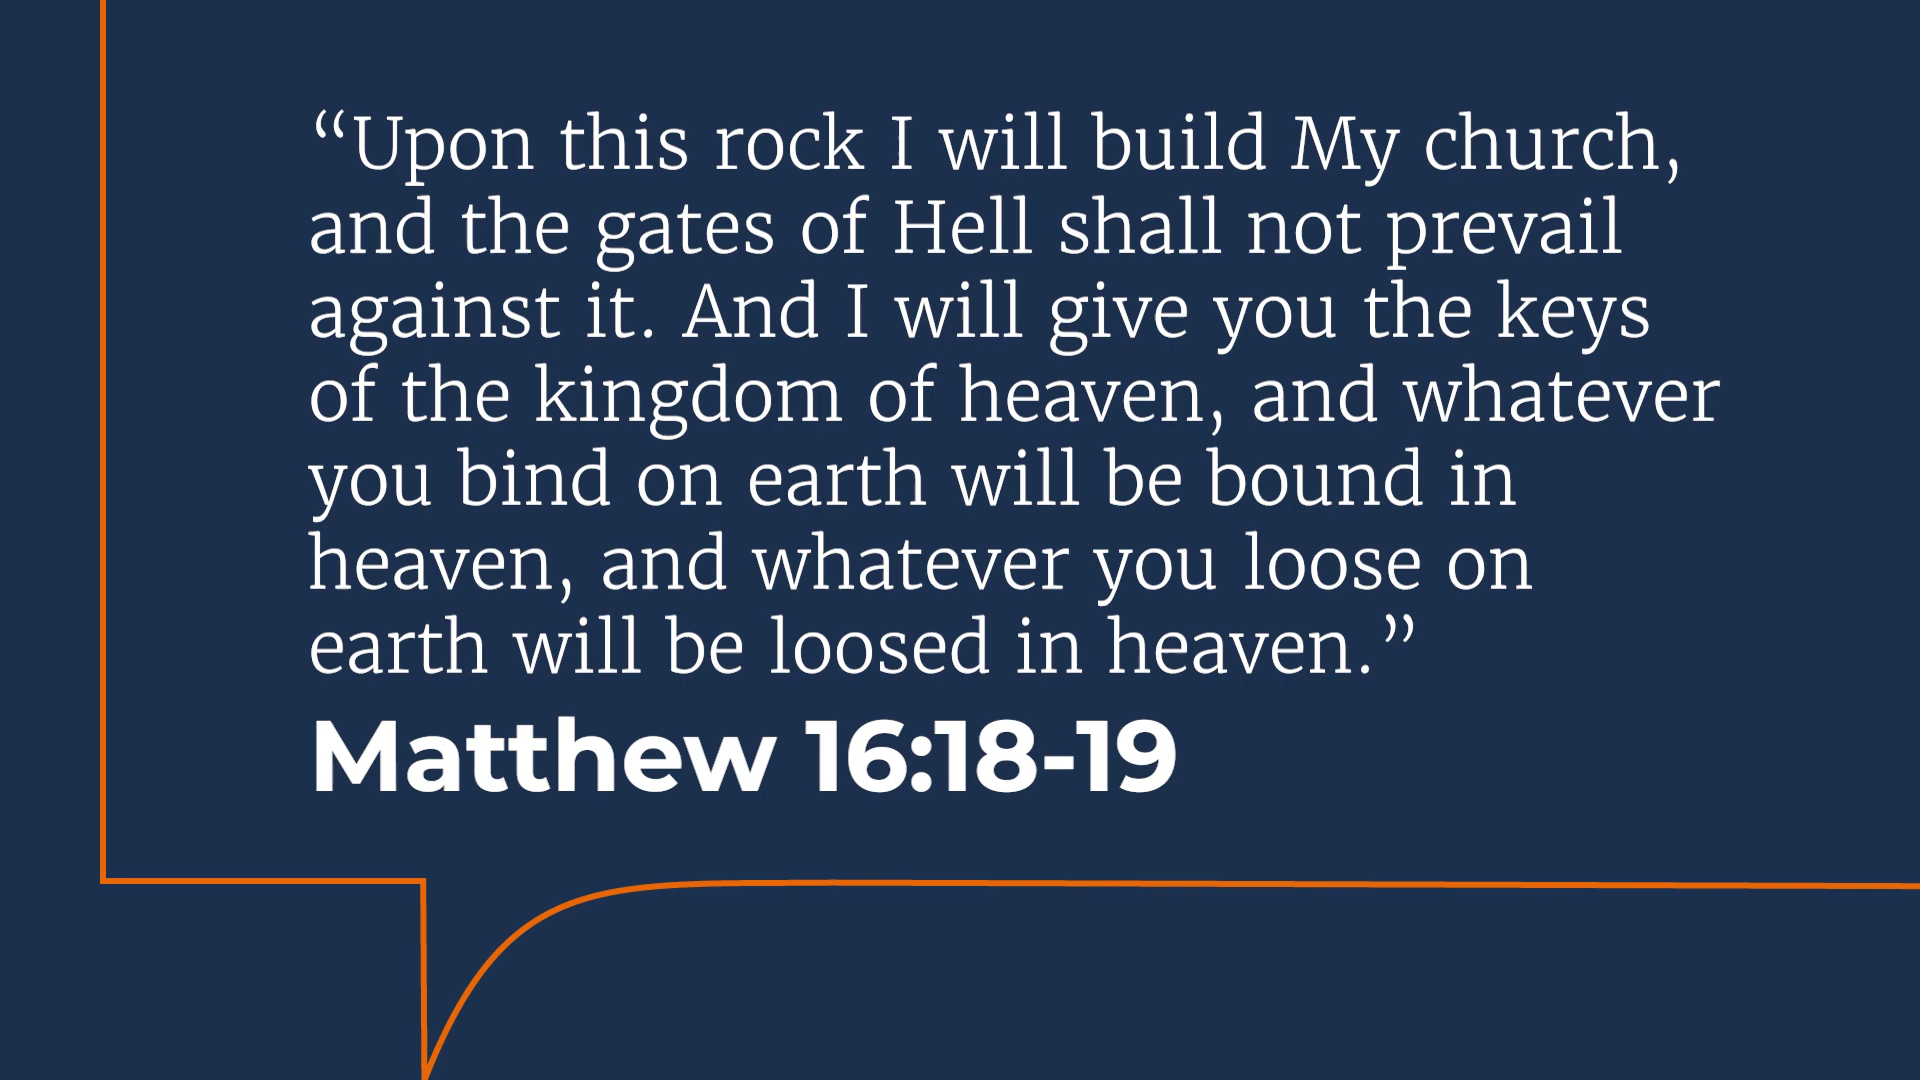 “Upon this rock I will build My church,
and the gates of Hell shall not prevail
against it. And I will give you the keys
of the kingdom of heaven, and whatever
you bind on earth will be bound in
heaven, and whatever you loose on
earth will be loosed in heaven.”
Matthew 16:18-19